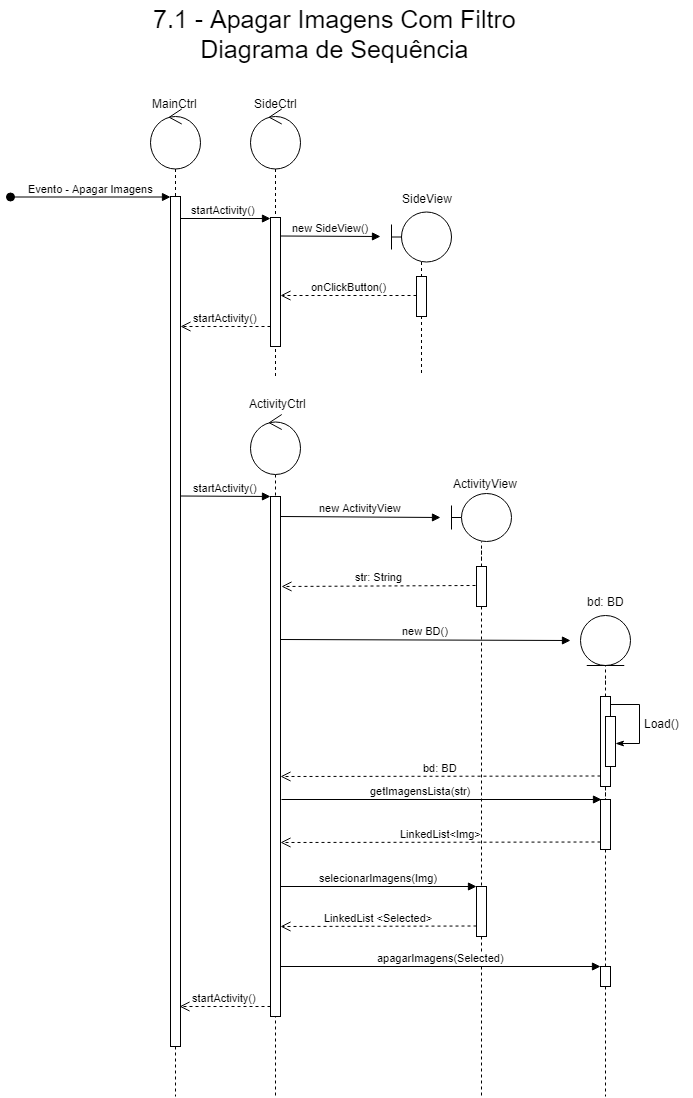 7.1 - Apagar Imagens Com Filtro
Diagrama de Sequência
MainCtrl
SideCtrl
Evento - Apagar Imagens
SideView
startActivity()
new SideView()
onClickButton()
startActivity()
ActivityCtrl
ActivityView
startActivity()
new ActivityView
str: String
bd: BD
new BD()
Load()
bd: BD
getImagensLista(str)
LinkedList<Img>
selecionarImagens(Img)
LinkedList <Selected>
apagarImagens(Selected)
startActivity()